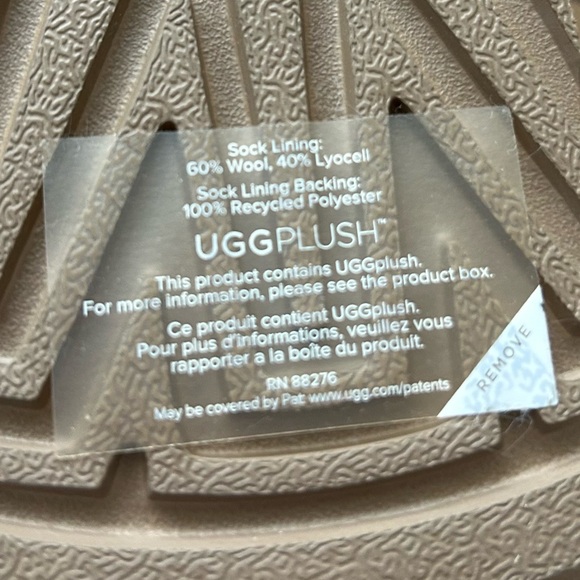 Sock Lining:
60% Wool, 40% Lyocell
Sock Lining Backing:
100% Recycled Polyester
UGGPLUSH™
This product contains UGGplush.
For more information, please see the product box.
Ce produit contient UGGplush.
Pour plus d'informations, veuillez vous
rapporter a la boîte du produit.
RN 88276
May be covered by Pat: www.ugg.com/patents
REMOVE